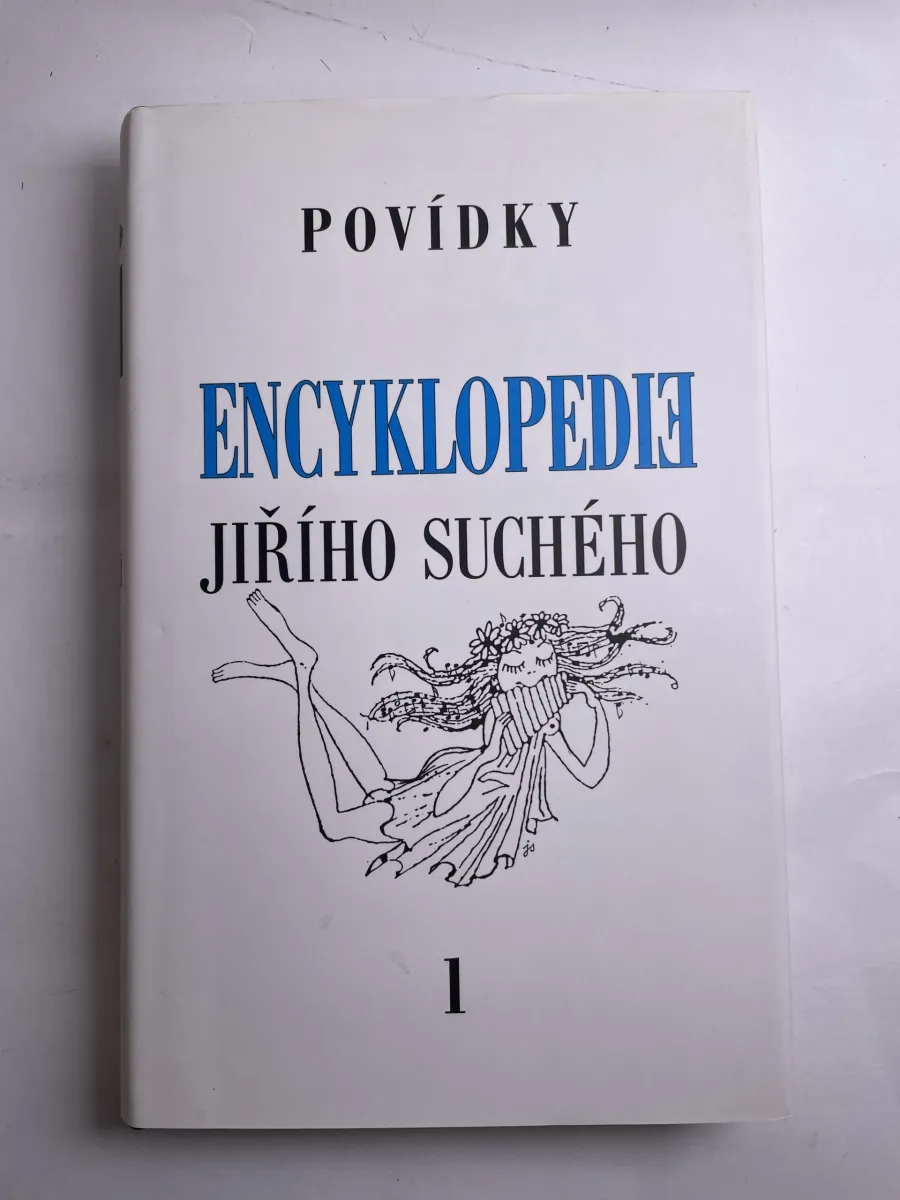 POVÍDKY
ENCYKLOPEDIE
JIŘÍHO SUCHÉHO
js
1